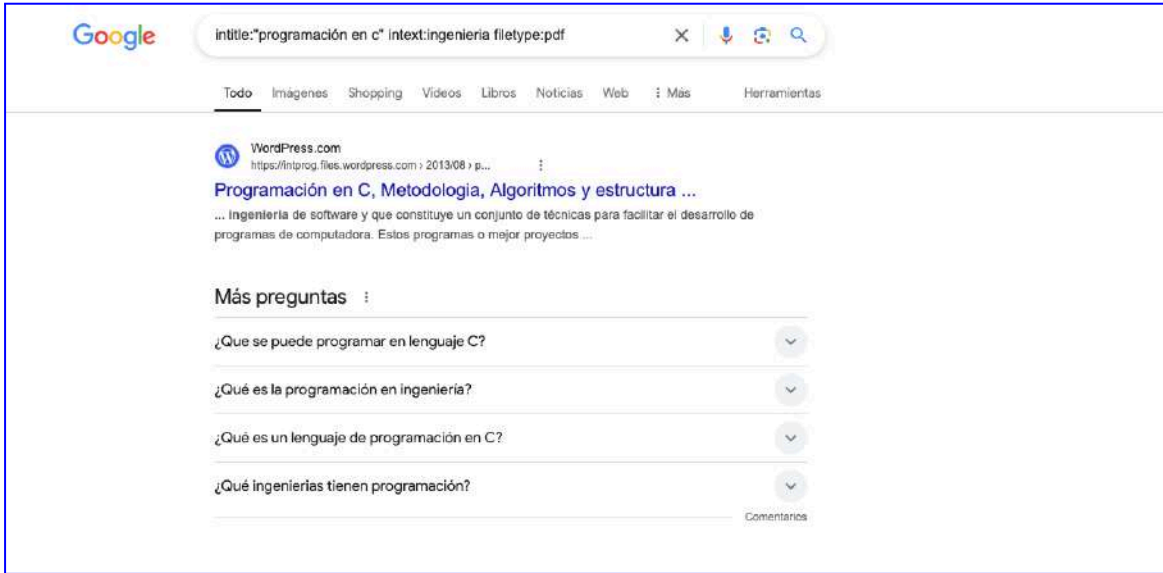 Google
intitle:"programación en c" intext:ingenieria filetype:pdf
Todo Imágenes Shopping Videos Libros Noticias Web Más Herramientas
WordPress.com
https://intprog.files.wordpress.com › 2013/08 › p...
Programación en C, Metodologia, Algoritmos y estructura ...
... ingeniería de software y que constituye un conjunto de técnicas para facilitar el desarrollo de
programas de computadora. Estos programas o mejor proyectos ...
Más preguntas
¿Que se puede programar en lenguaje C?
¿Qué es la programación en ingeniería?
¿Qué es un lenguaje de programación en C?
¿Qué ingenierias tienen programación?
Comentarios